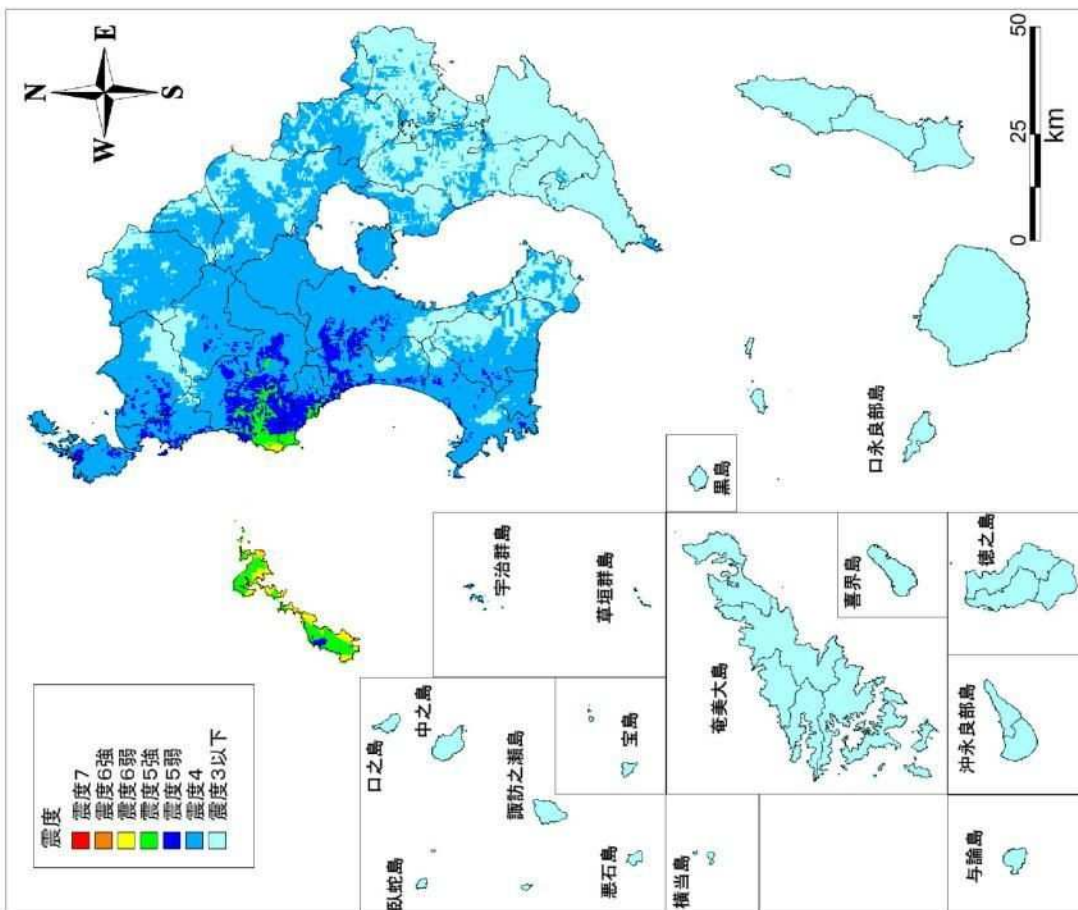 N
W
E
S
震度
震度7
震度6強
震度6弱
震度5強
震度5弱
震度4
震度3以下
口之島
中之島
臥蛇島
諏訪之瀬島
悪石島
宝島
横当島
宇治群島
草垣群島
黒島
口永良部島
奄美大島
喜界島
徳之島
沖永良部島
与論島
0 25 50
km